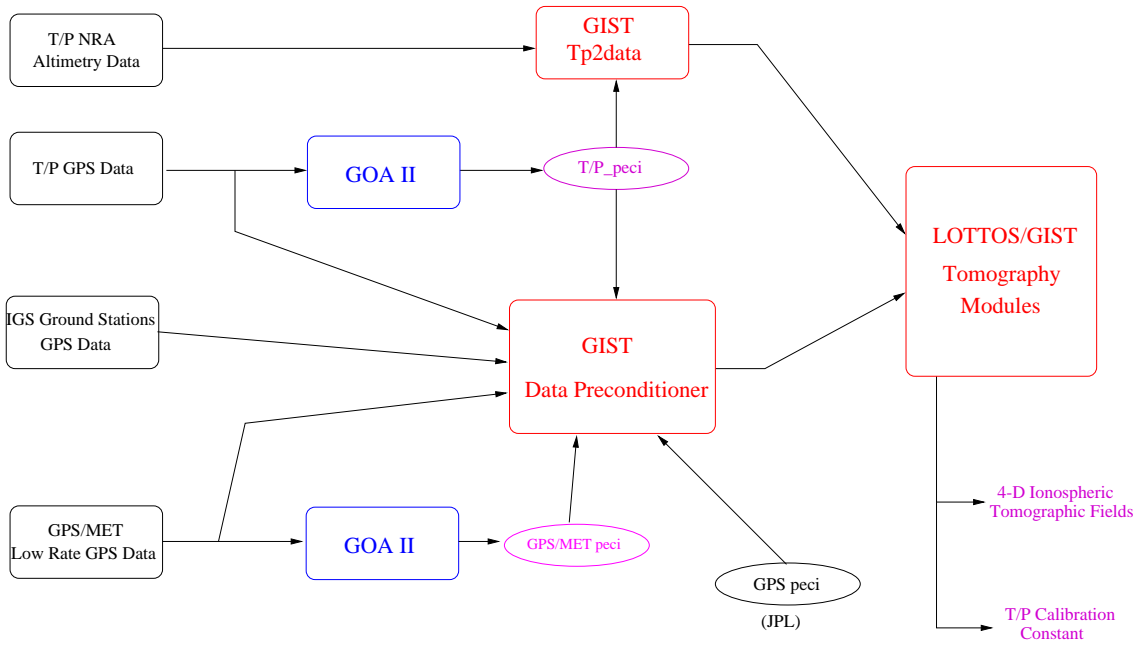 T/P NRA
Altimetry Data
GIST
Tp2data
T/P GPS Data
GOA II
T/P_peci
LOTTOS/GIST
Tomography
Modules
IGS Ground Stations
GPS Data
GIST
Data Preconditioner
GPS/MET
Low Rate GPS Data
GOA II
GPS/MET peci
GPS peci
(JPL)
4-D Ionospheric
Tomographic Fields
T/P Calibration
Constant